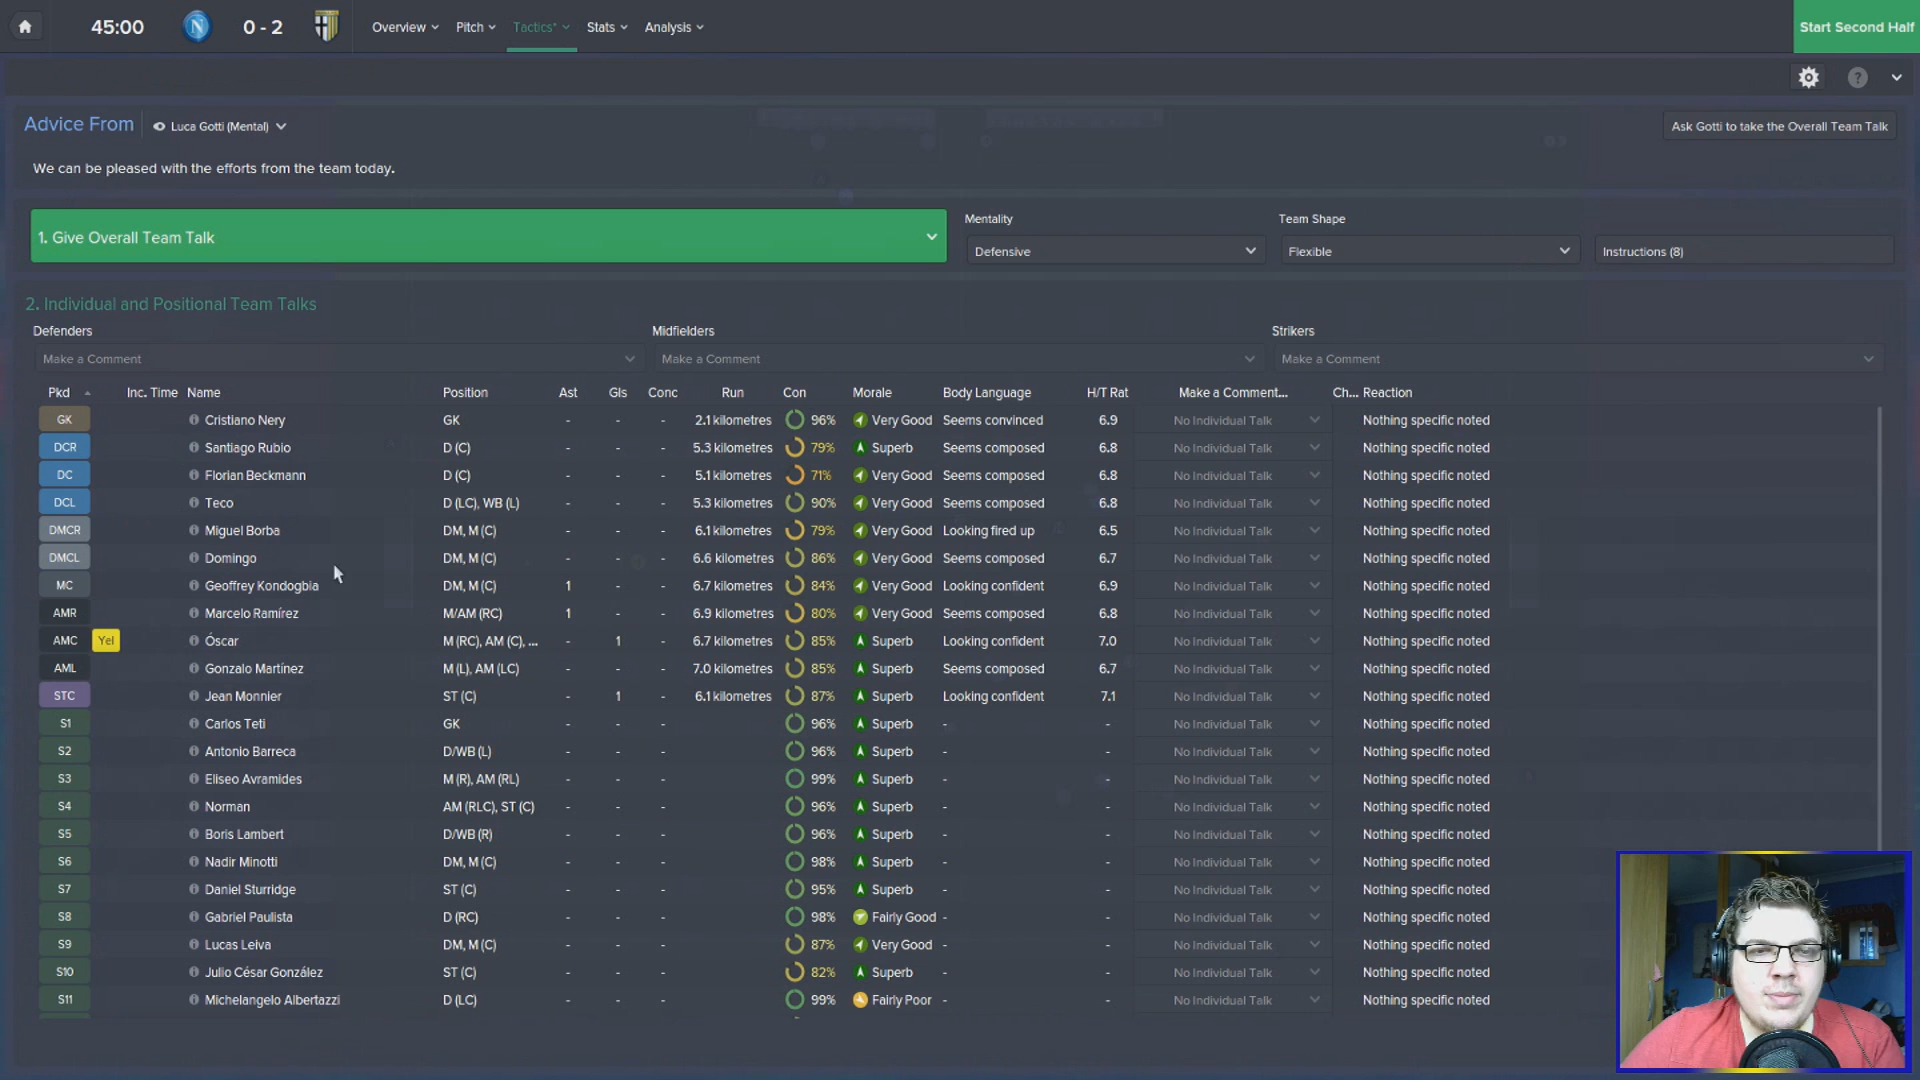 45:00 N 0 - 2 Overview Pitch Tactics* Stats Analysis Start Second Half
?
Advice From Luca Gotti (Mental) Ask Gotti to take the Overall Team Talk
We can be pleased with the efforts from the team today.
Mentality Team Shape
1. Give Overall Team Talk Defensive Flexible Instructions (8)
2. Individual and Positional Team Talks
Defenders Midfielders Strikers
Make a Comment Make a Comment Make a Comment
Pkd Inc. Time Name Position Ast Gls Conc Run Con Morale Body Language H/T Rat Make a Comment... Ch... Reaction
GK Cristiano Nery GK - - - 2.1 kilometres 96% Very Good Seems convinced 6.9 No Individual Talk Nothing specific noted
DCR Santiago Rubio D (C) - - - 5.3 kilometres 79% Superb Seems composed 6.8 No Individual Talk Nothing specific noted
DC Florian Beckmann D (C) - - - 5.1 kilometres 71% Very Good Seems composed 6.8 No Individual Talk Nothing specific noted
DCL Teco D (LC), WB (L) - - - 5.3 kilometres 90% Very Good Seems composed 6.8 No Individual Talk Nothing specific noted
DMCR Miguel Borba DM, M (C) - - - 6.1 kilometres 79% Very Good Looking fired up 6.5 No Individual Talk Nothing specific noted
DMCL Domingo DM, M (C) - - - 6.6 kilometres 86% Very Good Seems composed 6.7 No Individual Talk Nothing specific noted
MC Geoffrey Kondogbia DM, M (C) 1 - - 6.7 kilometres 84% Very Good Looking confident 6.9 No Individual Talk Nothing specific noted
AMR Marcelo Ramírez M/AM (RC) 1 - - 6.9 kilometres 80% Very Good Seems composed 6.8 No Individual Talk Nothing specific noted
AMC Yel Óscar M (RC), AM (C), ... - 1 - 6.7 kilometres 85% Superb Looking confident 7.0 No Individual Talk Nothing specific noted
AML Gonzalo Martínez M (L), AM (LC) - - - 7.0 kilometres 85% Superb Seems composed 6.7 No Individual Talk Nothing specific noted
STC Jean Monnier ST (C) - 1 - 6.1 kilometres 87% Superb Looking confident 7.1 No Individual Talk Nothing specific noted
S1 Carlos Teti GK - - - 96% Superb - - No Individual Talk Nothing specific noted
S2 Antonio Barreca D/WB (L) - - - 96% Superb - - No Individual Talk Nothing specific noted
S3 Eliseo Avramides M (R), AM (RL) - - - 99% Superb - - No Individual Talk Nothing specific noted
S4 Norman AM (RLC), ST (C) - - - 96% Superb - - No Individual Talk Nothing specific noted
S5 Boris Lambert D/WB (R) - - - 96% Superb - - No Individual Talk Nothing specific noted
S6 Nadir Minotti DM, M (C) - - - 98% Superb - - No Individual Talk Nothing specific noted
S7 Daniel Sturridge ST (C) - - - 95% Superb - - No Individual Talk Nothing specific noted
S8 Gabriel Paulista D (RC) - - - 98% Fairly Good - - No Individual Talk Nothing specific noted
S9 Lucas Leiva DM, M (C) - - - 87% Very Good - - No Individual Talk Nothing specific noted
S10 Julio César González ST (C) - - - 82% Superb - - No Individual Talk Nothing specific noted
S11 Michelangelo Albertazzi D (LC) - - - 99% Fairly Poor - - No Individual Talk Nothing specific noted